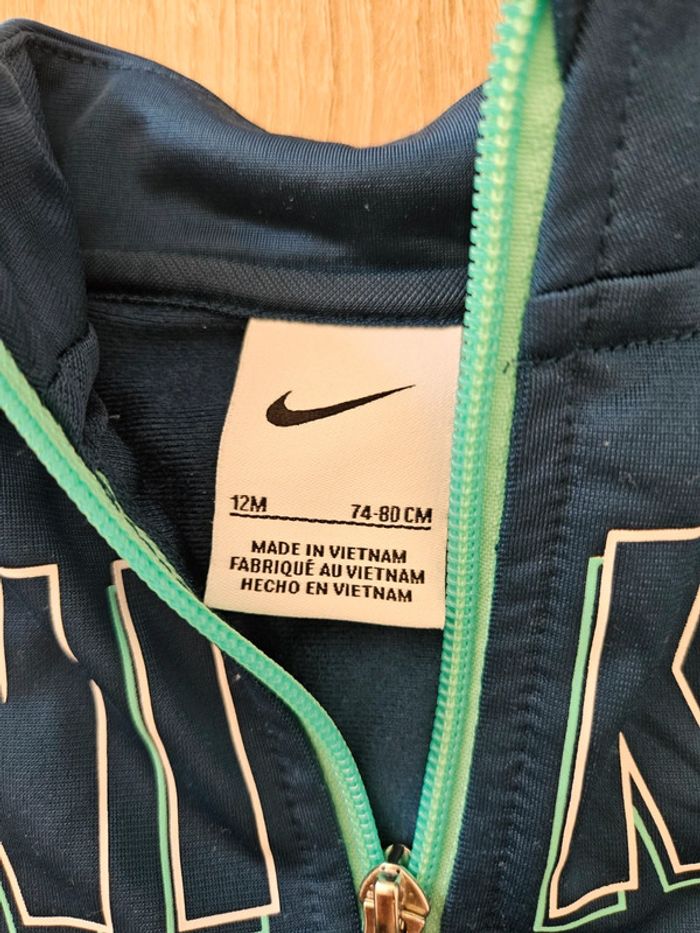 12M 74-80 CM
MADE IN VIETNAM
FABRIQUÉ AU VIETNAM
HECHO EN VIETNAM